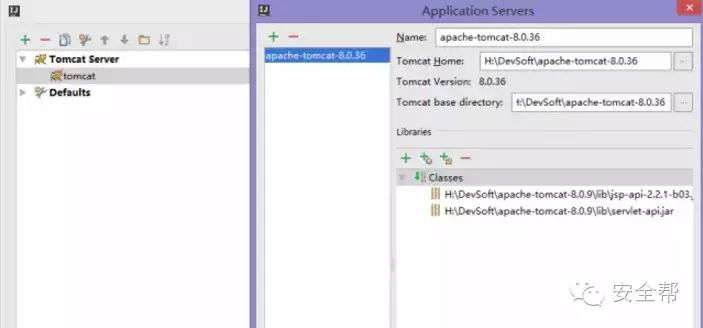 Tomcat Server
tomcat
Defaults
Application Servers
apache-tomcat-8.0.36
Name: apache-tomcat-8.0.36
Tomcat Home: H:\DevSoft\apache-tomcat-8.0.36
Tomcat Version: 8.0.36
Tomcat base directory: \DevSoft\apache-tomcat-8.0.36
Libraries
Classes
H:\DevSoft\apache-tomcat-8.0.9\lib\jsp-api-2.2.1-b03.
H:\DevSoft\apache-tomcat-8.0.9\lib\servlet-api.jar
安全帮